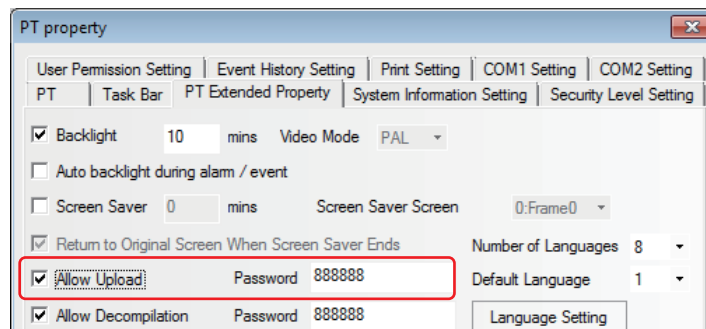 PT property
User Permission Setting Event History Setting Print Setting COM1 Setting COM2 Setting
PT Task Bar PT Extended Property System Information Setting Security Level Setting
Backlight 10 mins Video Mode PAL
Auto backlight during alarm / event
Screen Saver 0 mins Screen Saver Screen 0:Frame0
Return to Original Screen When Screen Saver Ends Number of Languages 8
Allow Upload Password 888888 Default Language 1
Allow Decompilation Password 888888 Language Setting